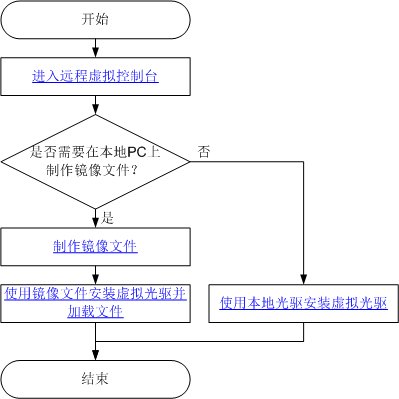 开始
进入远程虚拟控制台
是否需要在本地PC上
制作镜像文件？
否
是
制作镜像文件
使用镜像文件安装虚拟光驱并
加载文件
使用本地光驱安装虚拟光驱
结束